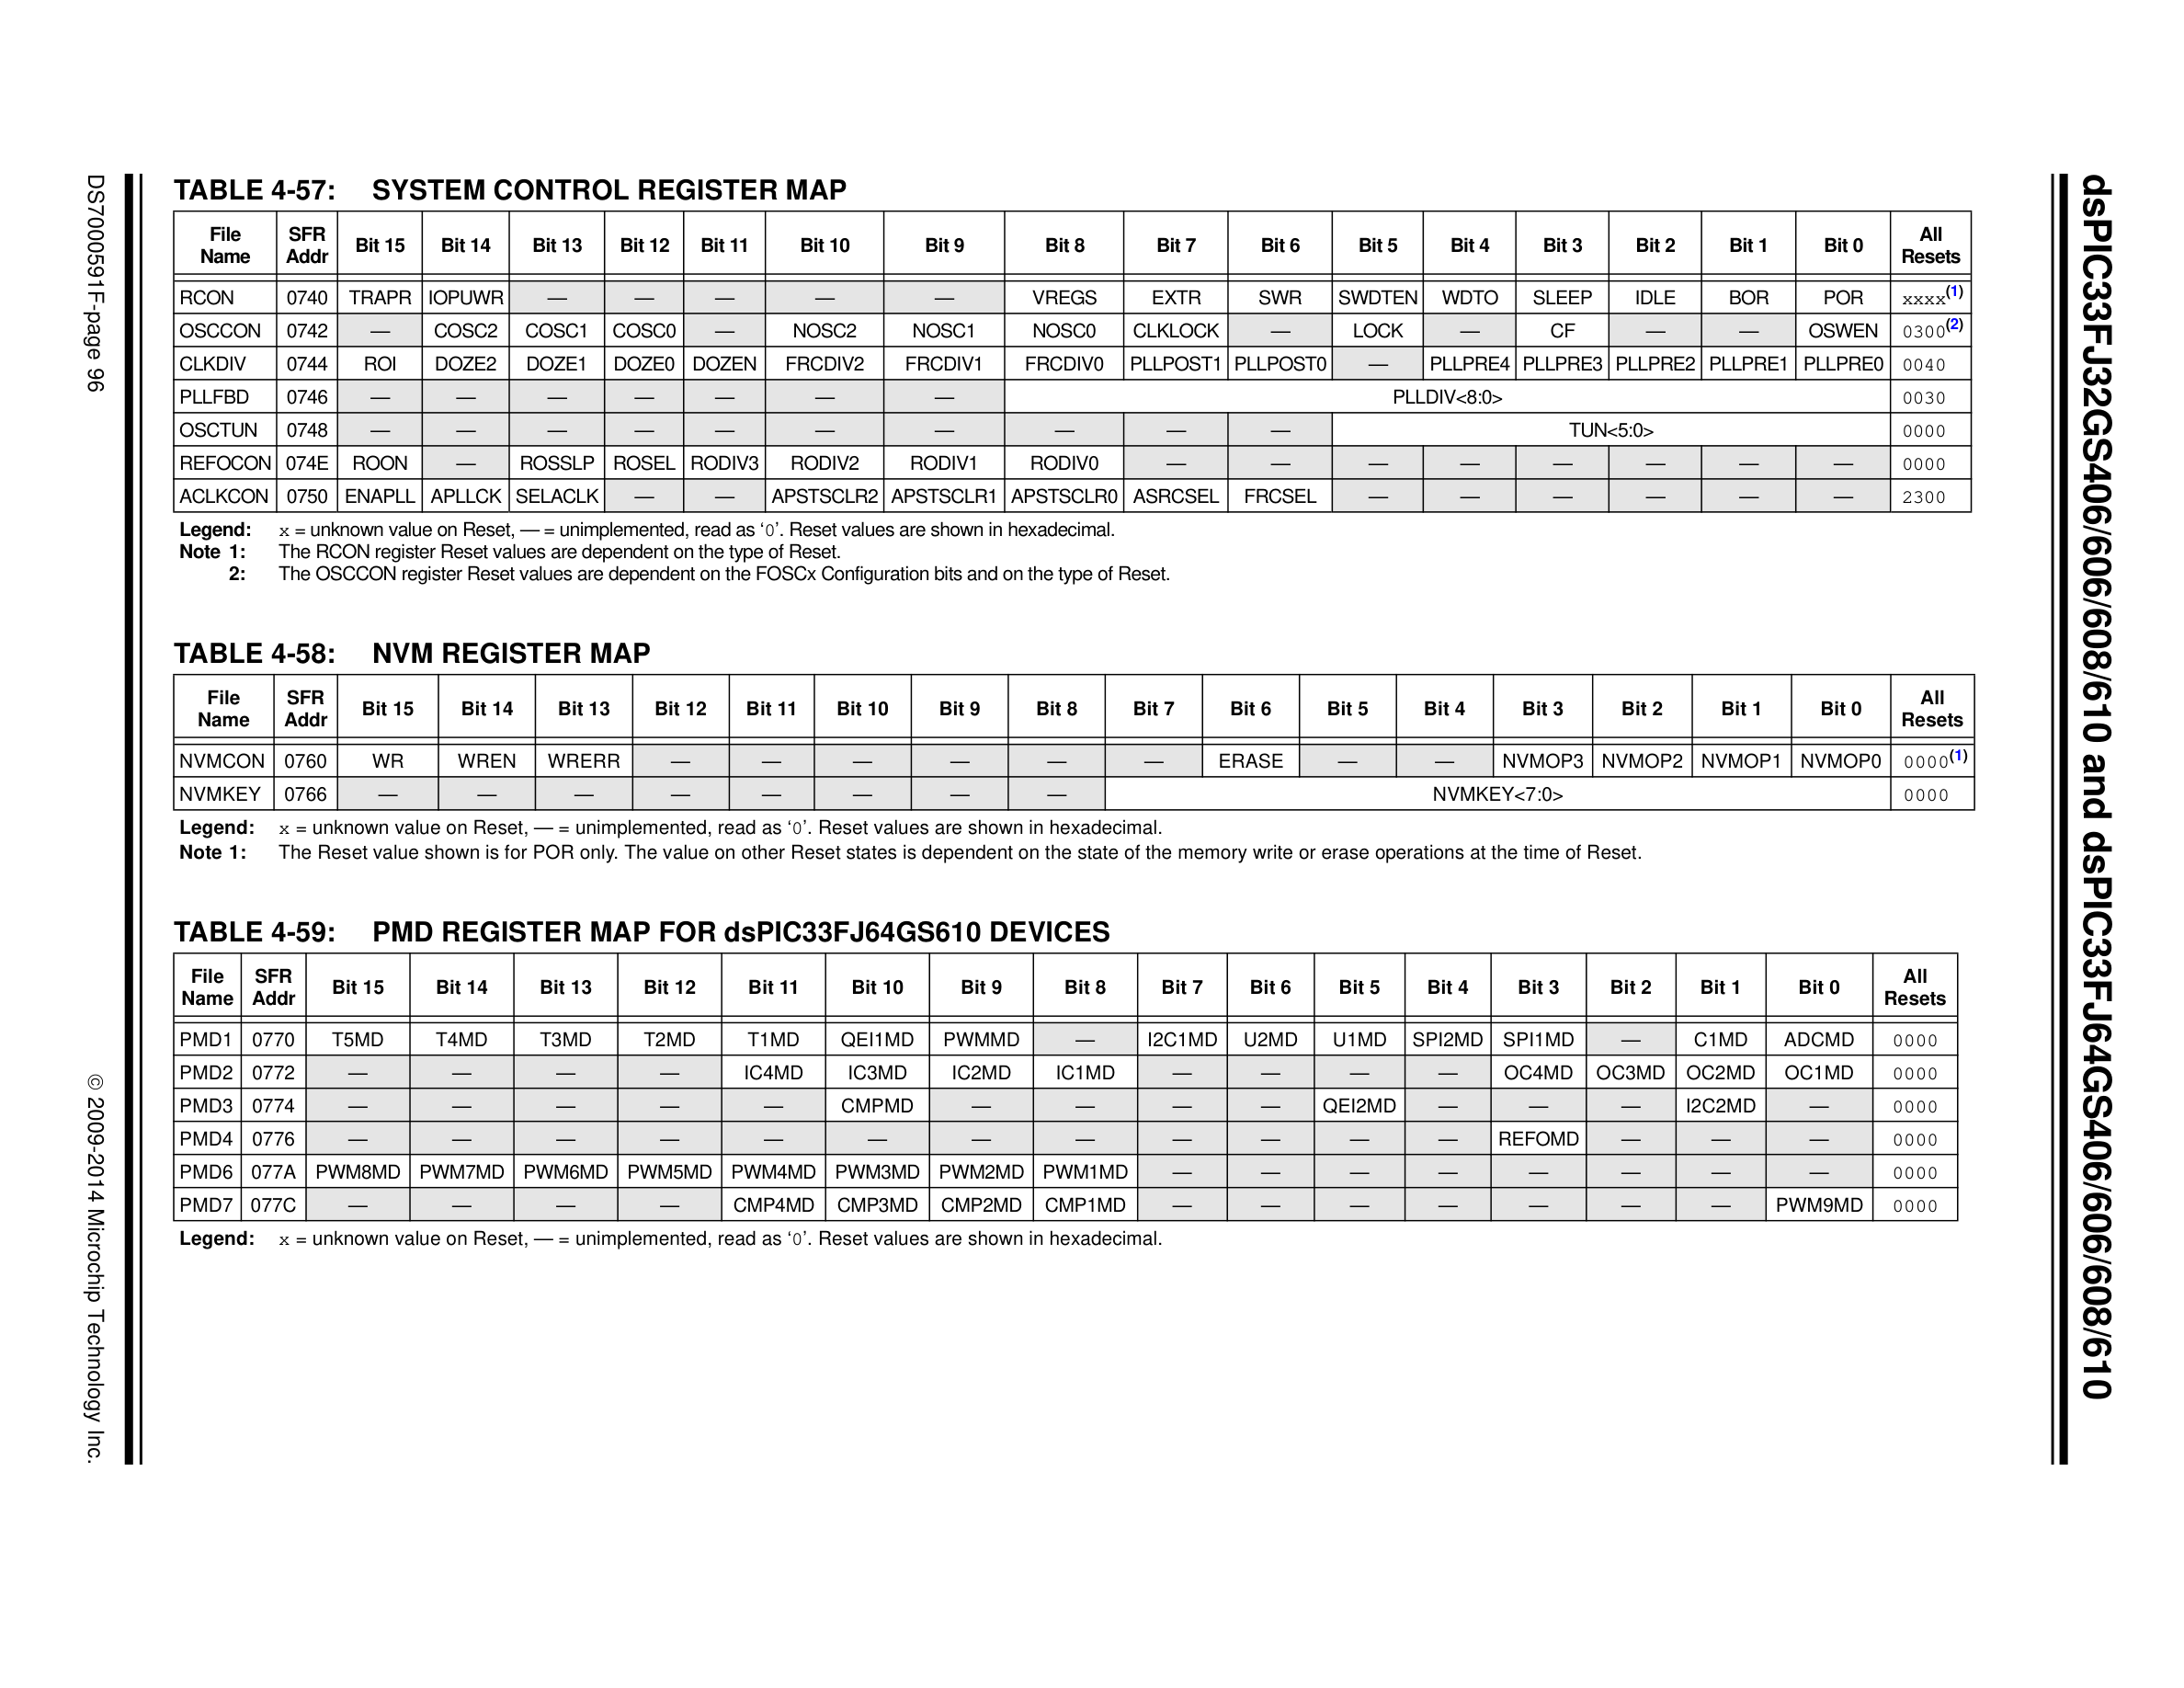 dsPIC33FJ32GS406/606/608/610 and dsPIC33FJ64GS406/606/608/610
TABLE 4-57: SYSTEM CONTROL REGISTER MAP
File Name SFR Addr Bit 15 Bit 14 Bit 13 Bit 12 Bit 11 Bit 10 Bit 9 Bit 8 Bit 7 Bit 6 Bit 5 Bit 4 Bit 3 Bit 2 Bit 1 Bit 0 All Resets
RCON 0740 TRAPR IOPUWR — — — — — VREGS EXTR SWR SWDTEN WDTO SLEEP IDLE BOR POR xxxx(1)
OSCCON 0742 — COSC2 COSC1 COSC0 — NOSC2 NOSC1 NOSC0 CLKLOCK — LOCK — CF — — OSWEN 0300(2)
CLKDIV 0744 ROI DOZE2 DOZE1 DOZE0 DOZEN FRCDIV2 FRCDIV1 FRCDIV0 PLLPOST1 PLLPOST0 — PLLPRE4 PLLPRE3 PLLPRE2 PLLPRE1 PLLPRE0 0040
PLLFBD 0746 — — — — — — — PLLDIV<8:0> 0030
OSCTUN 0748 — — — — — — — — — — TUN<5:0> 0000
REFOCON 074E ROON — ROSSLP ROSEL RODIV3 RODIV2 RODIV1 RODIV0 — — — — — — — — 0000
ACLKCON 0750 ENAPLL APLLCK SELACLK — — APSTSCLR2 APSTSCLR1 APSTSCLR0 ASRCSEL FRCSEL — — — — — — 2300
Legend: x = unknown value on Reset, — = unimplemented, read as ‘0’. Reset values are shown in hexadecimal.
Note 1: The RCON register Reset values are dependent on the type of Reset.
2: The OSCCON register Reset values are dependent on the FOSCx Configuration bits and on the type of Reset.
TABLE 4-58: NVM REGISTER MAP
File Name SFR Addr Bit 15 Bit 14 Bit 13 Bit 12 Bit 11 Bit 10 Bit 9 Bit 8 Bit 7 Bit 6 Bit 5 Bit 4 Bit 3 Bit 2 Bit 1 Bit 0 All Resets
NVMCON 0760 WR WREN WRERR — — — — — — ERASE — — NVMOP3 NVMOP2 NVMOP1 NVMOP0 0000(1)
NVMKEY 0766 — — — — — — — — NVMKEY<7:0> 0000
Legend: x = unknown value on Reset, — = unimplemented, read as ‘0’. Reset values are shown in hexadecimal.
Note 1: The Reset value shown is for POR only. The value on other Reset states is dependent on the state of the memory write or erase operations at the time of Reset.
TABLE 4-59: PMD REGISTER MAP FOR dsPIC33FJ64GS610 DEVICES
File Name SFR Addr Bit 15 Bit 14 Bit 13 Bit 12 Bit 11 Bit 10 Bit 9 Bit 8 Bit 7 Bit 6 Bit 5 Bit 4 Bit 3 Bit 2 Bit 1 Bit 0 All Resets
PMD1 0770 T5MD T4MD T3MD T2MD T1MD QEI1MD PWMMD — I2C1MD U2MD U1MD SPI2MD SPI1MD — C1MD ADCMD 0000
PMD2 0772 — — — — IC4MD IC3MD IC2MD IC1MD — — — — OC4MD OC3MD OC2MD OC1MD 0000
PMD3 0774 — — — — — CMPMD — — — — QEI2MD — — — I2C2MD — 0000
PMD4 0776 — — — — — — — — — — — — REFOMD — — — 0000
PMD6 077A PWM8MD PWM7MD PWM6MD PWM5MD PWM4MD PWM3MD PWM2MD PWM1MD — — — — — — — — 0000
PMD7 077C — — — — CMP4MD CMP3MD CMP2MD CMP1MD — — — — — — — PWM9MD 0000
Legend: x = unknown value on Reset, — = unimplemented, read as ‘0’. Reset values are shown in hexadecimal.
DS70000591F-page 96
© 2009-2014 Microchip Technology Inc.